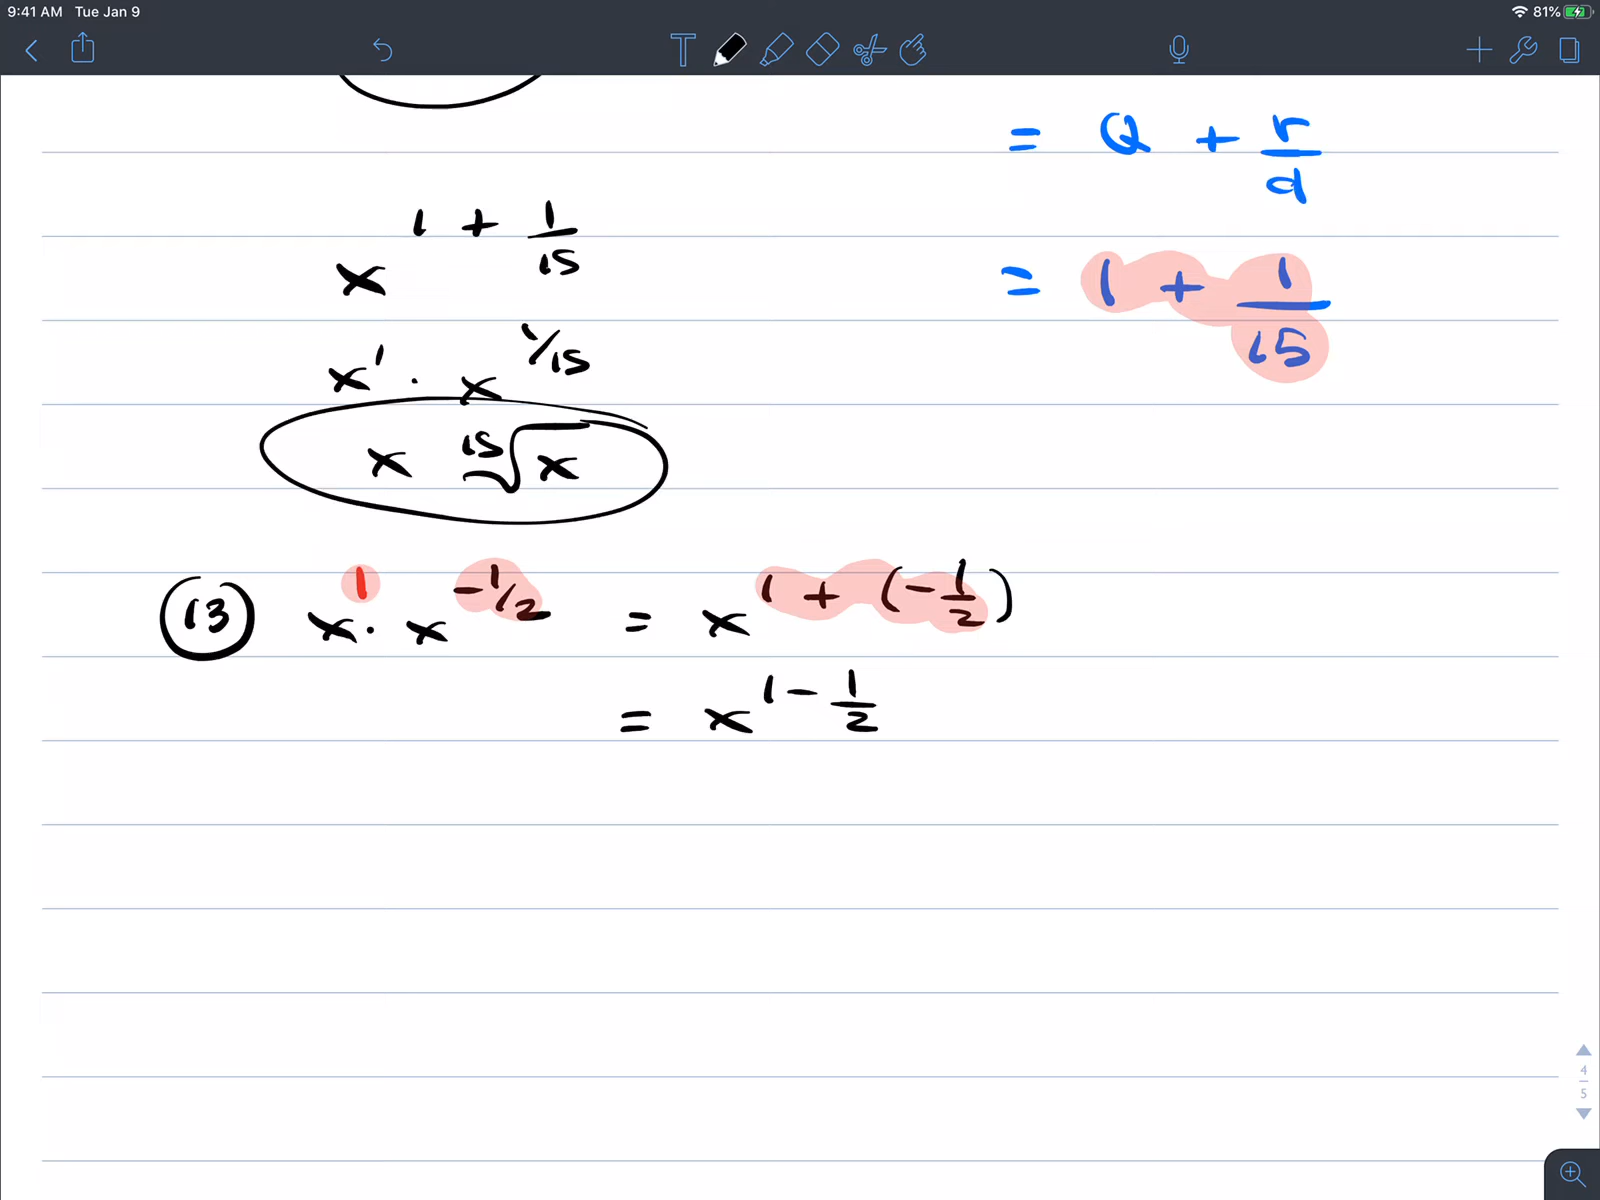 9:41 AM Tue Jan 9 81%
T
= Q + r/d
x^(1 + 1/15)
= 1 + 1/15
x^1 · x^(1/15)
x ¹⁵√x
(13) x^1 · x^(-1/2) = x^(1 + (-1/2))
= x^(1 - 1/2)
4
5